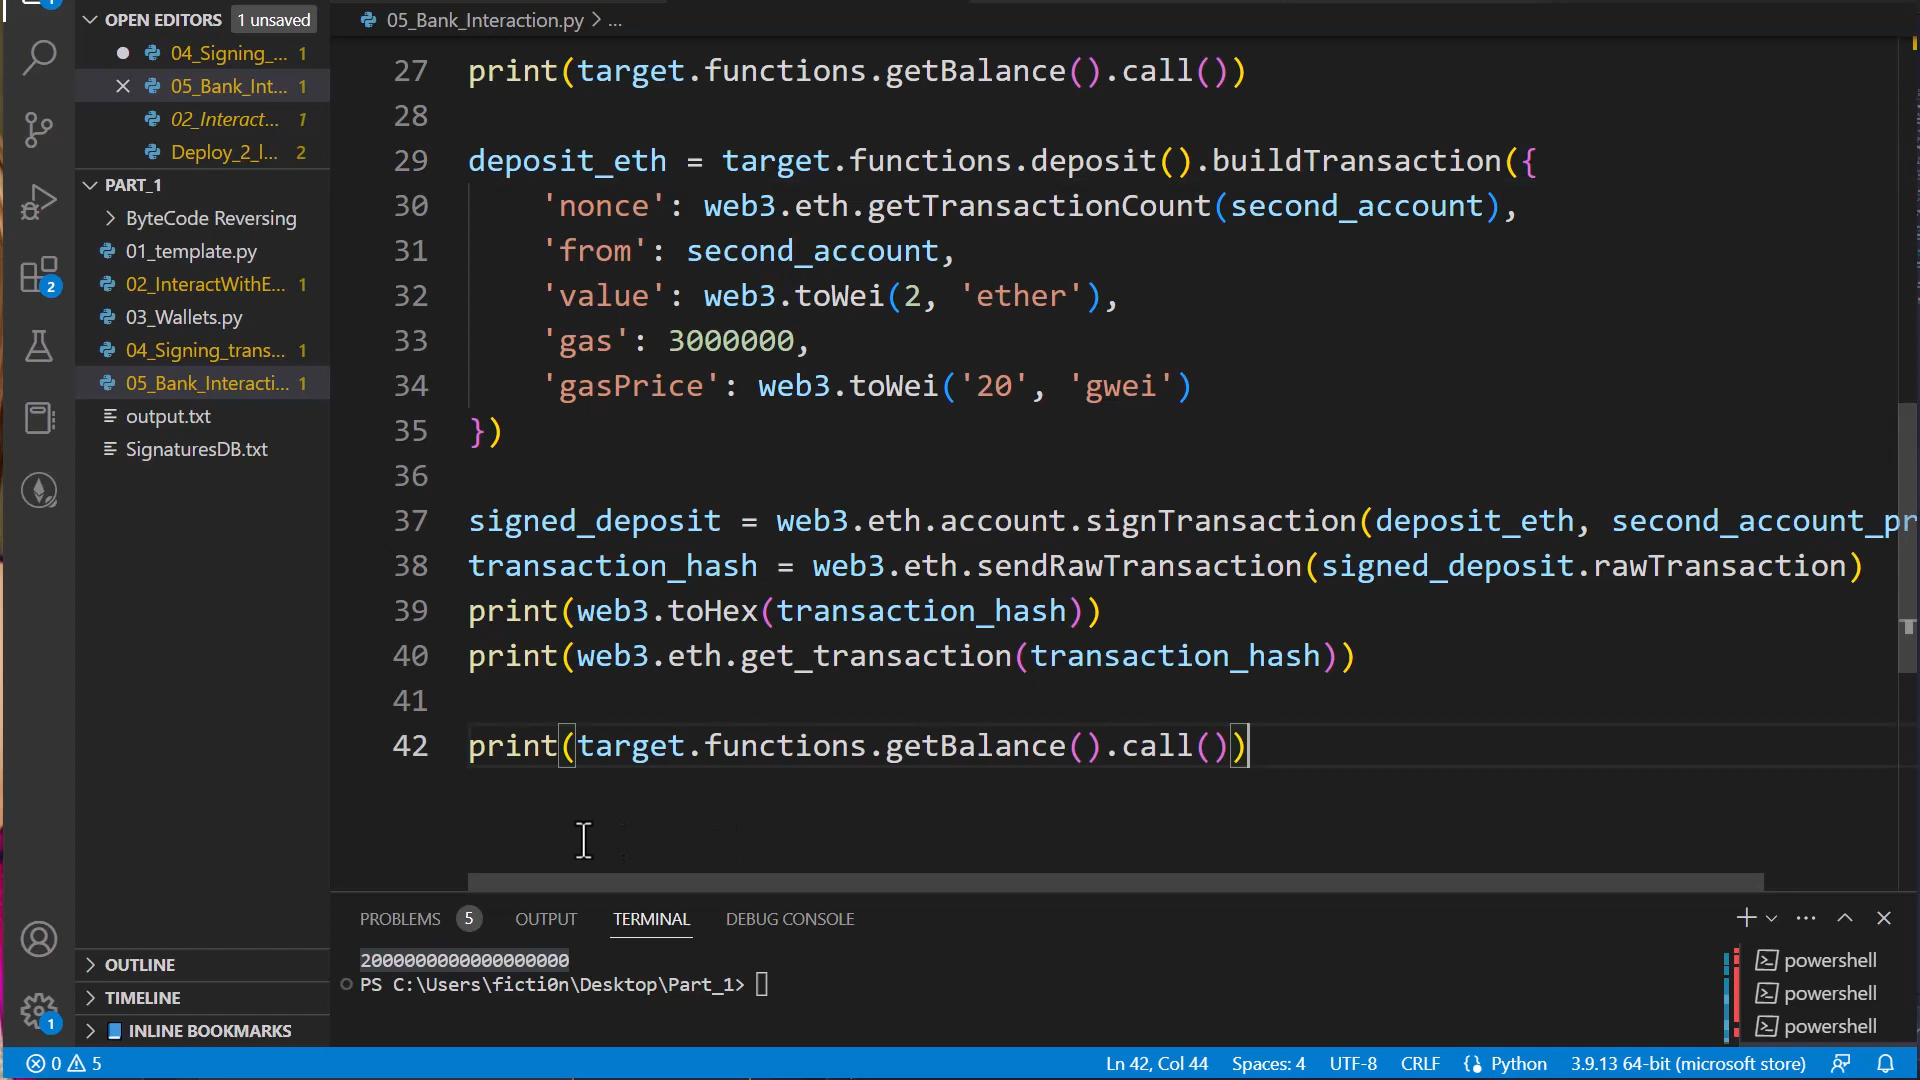 OPEN EDITORS 1 unsaved
04_Signing_... 1
05_Bank_Int... 1
02_Interact... 1
Deploy_2_l... 2
PART_1
ByteCode Reversing
01_template.py
02_InteractWithE... 1
03_Wallets.py
04_Signing_trans... 1
05_Bank_Interacti... 1
output.txt
SignaturesDB.txt
2
OUTLINE
TIMELINE
INLINE BOOKMARKS
1
05_Bank_Interaction.py > ...
27 print(target.functions.getBalance().call())
28
29 deposit_eth = target.functions.deposit().buildTransaction({
30 'nonce': web3.eth.getTransactionCount(second_account),
31 'from': second_account,
32 'value': web3.toWei(2, 'ether'),
33 'gas': 3000000,
34 'gasPrice': web3.toWei('20', 'gwei')
35 })
36
37 signed_deposit = web3.eth.account.signTransaction(deposit_eth, second_account_pr
38 transaction_hash = web3.eth.sendRawTransaction(signed_deposit.rawTransaction)
39 print(web3.toHex(transaction_hash))
40 print(web3.eth.get_transaction(transaction_hash))
41
42 print(target.functions.getBalance().call())
PROBLEMS 5 OUTPUT TERMINAL DEBUG CONSOLE
2000000000000000000
PS C:\Users\ficti0n\Desktop\Part_1>
powershell
powershell
powershell
0 5 Ln 42, Col 44 Spaces: 4 UTF-8 CRLF Python 3.9.13 64-bit (microsoft store)